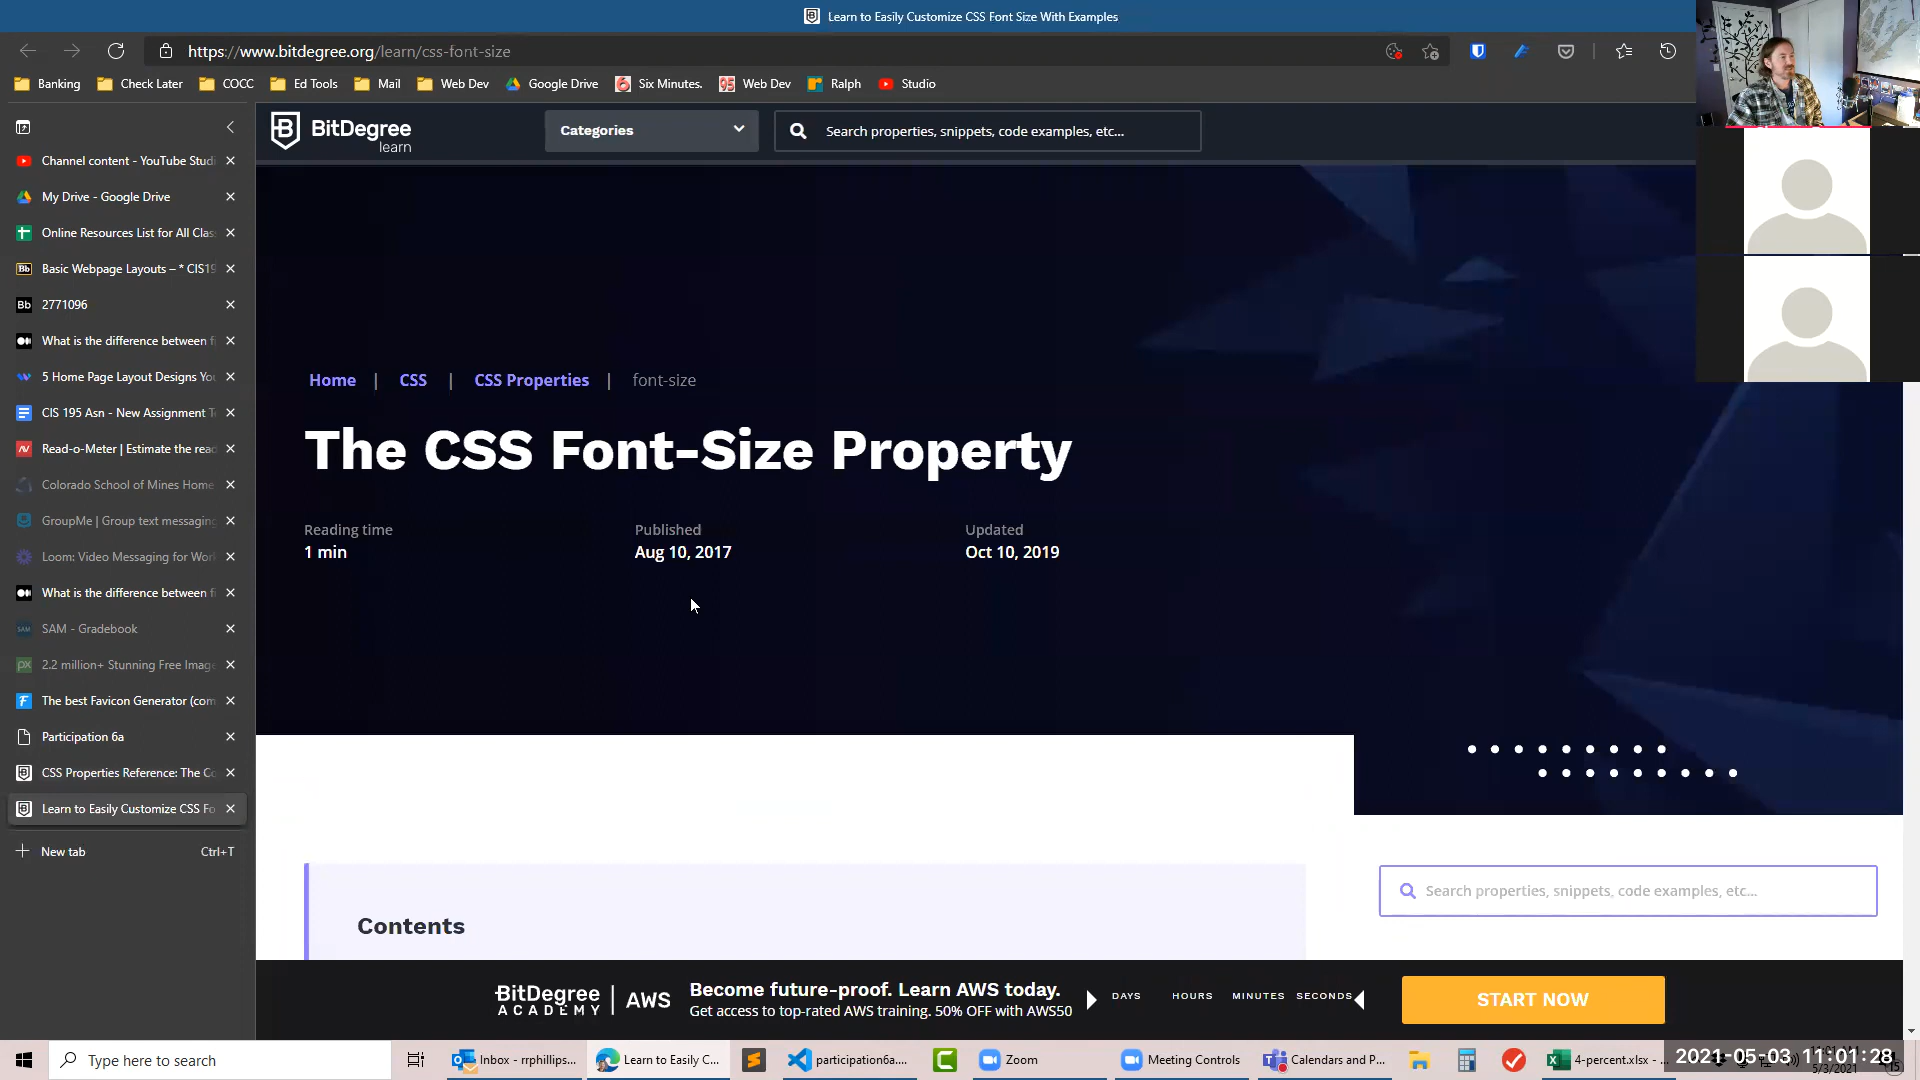 Learn to Easily Customize CSS Font Size With Examples
https://www.bitdegree.org/learn/css-font-size
Banking
Check Later
COCC
Ed Tools
Mail
Web Dev
Google Drive
Six Minutes.
Web Dev
Ralph
Studio
BitDegree
learn
Categories
Search properties, snippets, code examples, etc...
Channel content - YouTube Studi
My Drive - Google Drive
Online Resources List for All Clas
Bb Basic Webpage Layouts – * CIS19
Bb 2771096
What is the difference between fi
5 Home Page Layout Designs You
CIS 195 Asn - New Assignment T
Read-o-Meter | Estimate the read
Colorado School of Mines Home
GroupMe | Group text messaging
Loom: Video Messaging for Work
What is the difference between fi
SAM SAM - Gradebook
px 2.2 million+ Stunning Free Image
The best Favicon Generator (com
Participation 6a
CSS Properties Reference: The Co
Learn to Easily Customize CSS Fo
New tab Ctrl+T
Home | CSS | CSS Properties | font-size
The CSS Font-Size Property
Reading time
1 min
Published
Aug 10, 2017
Updated
Oct 10, 2019
Search properties, snippets, code examples, etc...
Contents
BitDegree
ACADEMY
AWS
Become future-proof. Learn AWS today.
Get access to top-rated AWS training. 50% OFF with AWS50
DAYS HOURS MINUTES SECONDS
START NOW
Type here to search
Inbox - rrphillips...
Learn to Easily C...
participation6a....
Zoom
Meeting Controls
Calendars and P...
4-percent.xlsx - ...
2021-05-03 11:01:28
5/3/2021
15